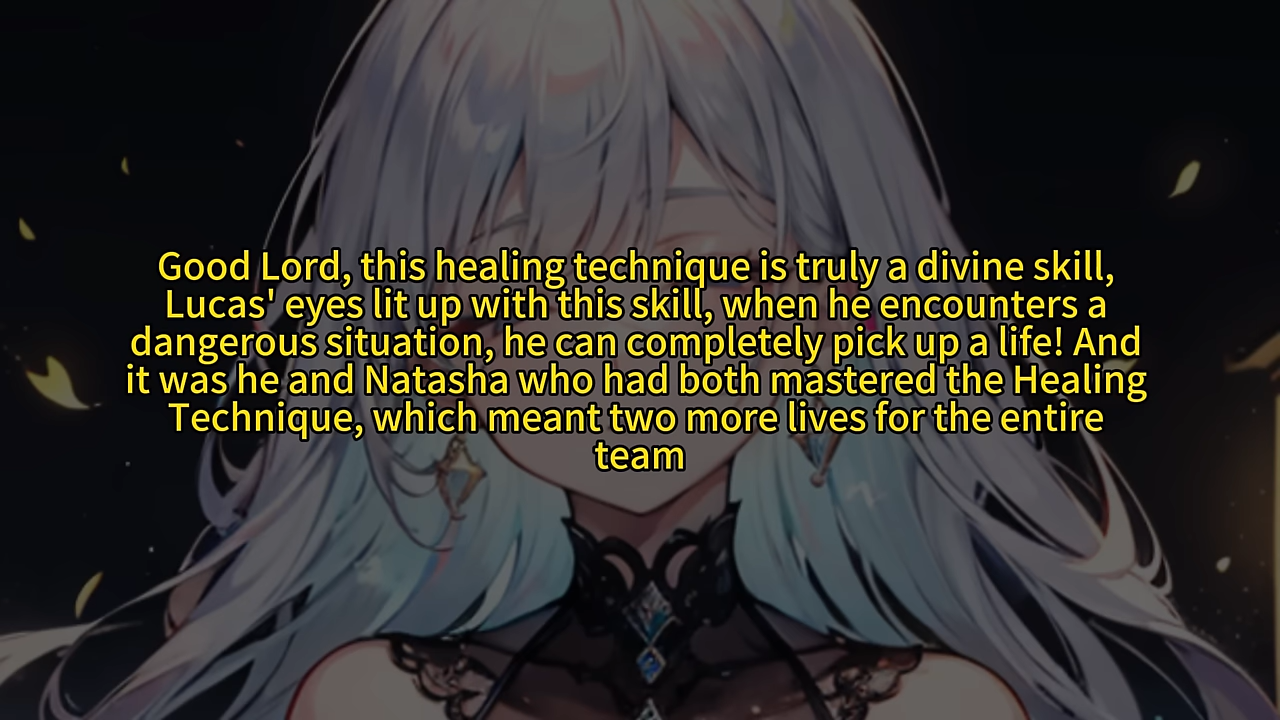 Good Lord, this healing technique is truly a divine skill,
Lucas' eyes lit up with this skill, when he encounters a
dangerous situation, he can completely pick up a life! And
it was he and Natasha who had both mastered the Healing
Technique, which meant two more lives for the entire
team